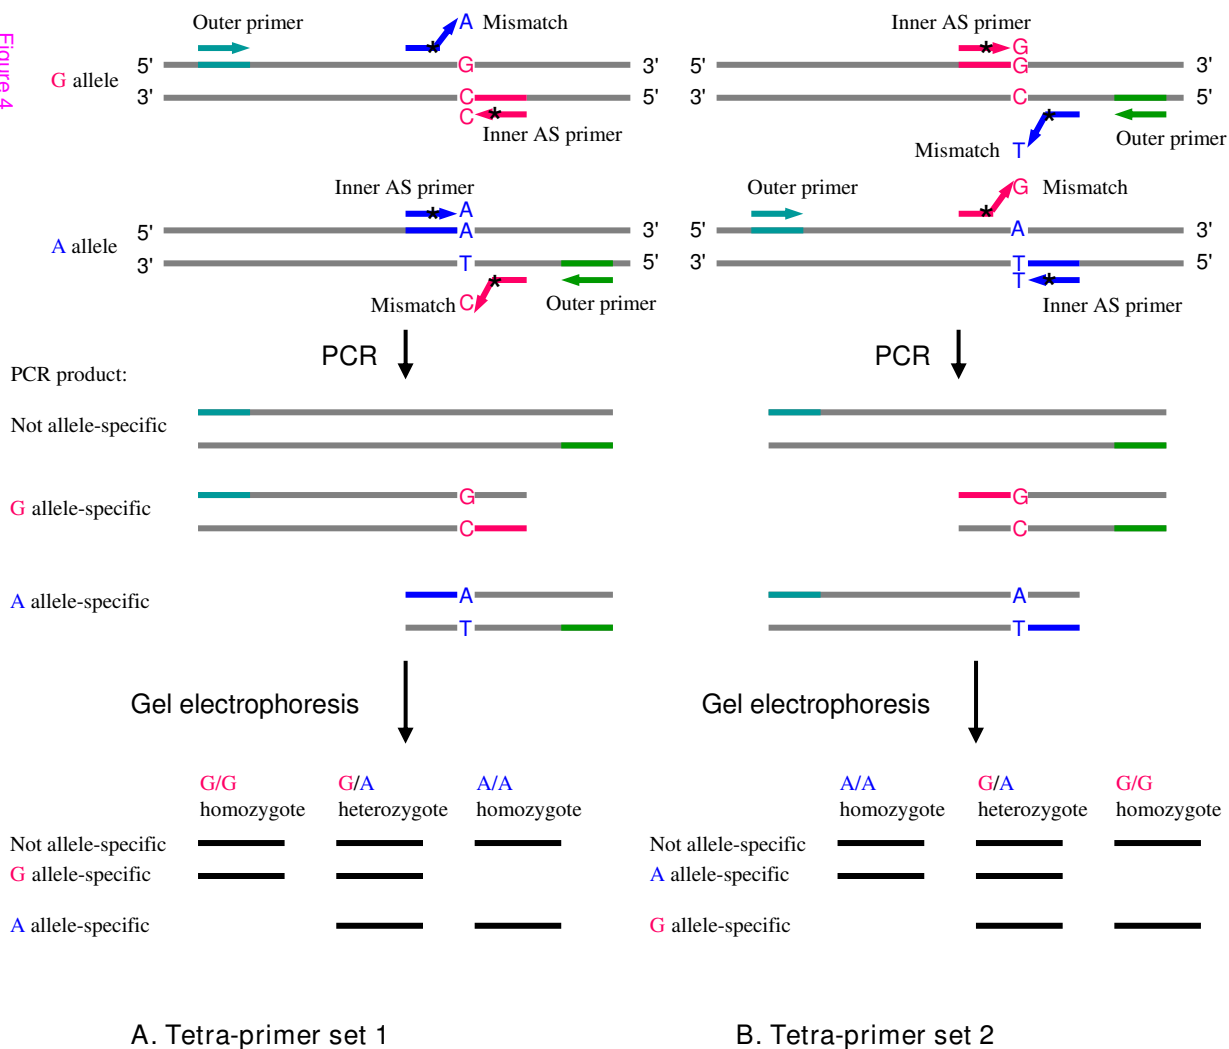 Figure 4
Outer primer
A Mismatch
5' G 3'
G allele
3' C 5'
C
Inner AS primer
Inner AS primer
A
5' A 3'
A allele
3' T 5'
Mismatch C
Outer primer
PCR
PCR product:
Not allele-specific
G allele-specific
G
C
A allele-specific
A
T
Gel electrophoresis
G/G homozygote
G/A heterozygote
A/A homozygote
Not allele-specific
G allele-specific
A allele-specific
A. Tetra-primer set 1
Inner AS primer
G
5' G 3'
3' C 5'
Mismatch T
Outer primer
Outer primer
G Mismatch
5' A 3'
3' T 5'
T
Inner AS primer
PCR
G
C
A
T
Gel electrophoresis
A/A homozygote
G/A heterozygote
G/G homozygote
Not allele-specific
A allele-specific
G allele-specific
B. Tetra-primer set 2